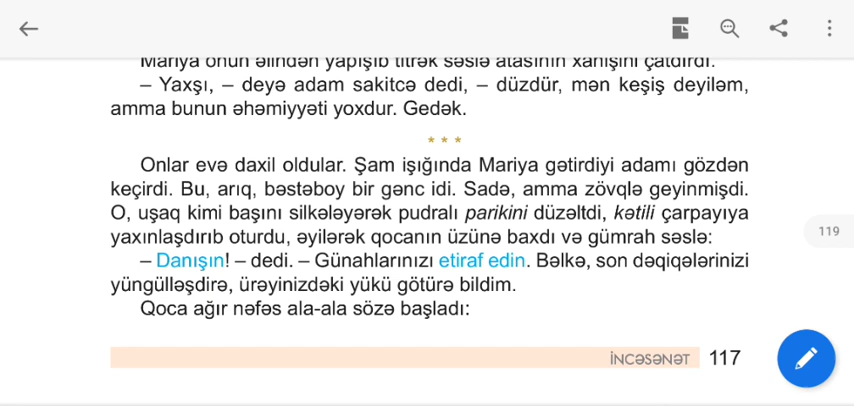 Mariya onun əlindən yapışıb titrək səslə atasının xahişini çatdırdı.
– Yaxşı, – deyə adam sakitcə dedi, – düzdür, mən keşiş deyiləm,
amma bunun əhəmiyyəti yoxdur. Gedək.
* * *
Onlar evə daxil oldular. Şam işığında Mariya gətirdiyi adamı gözdən
keçirdi. Bu, arıq, bəstəboy bir gənc idi. Sadə, amma zövqlə geyinmişdi.
O, uşaq kimi başını silkələyərək pudralı parikini düzəltdi, kətili çarpayıya
yaxınlaşdırıb oturdu, əyilərək qocanın üzünə baxdı və gümrah səslə:
119
– Danışın! – dedi. – Günahlarınızı etiraf edin. Bəlkə, son dəqiqələrinizi
yüngülləşdirə, ürəyinizdəki yükü götürə bildim.
Qoca ağır nəfəs ala-ala sözə başladı:
İNCƏSƏNƏT 117